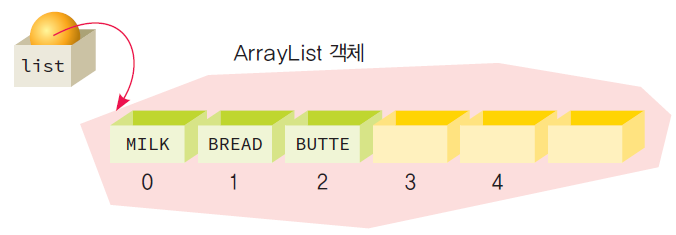 ArrayList 객체
list
MILK BREAD BUTTE
0 1 2 3 4